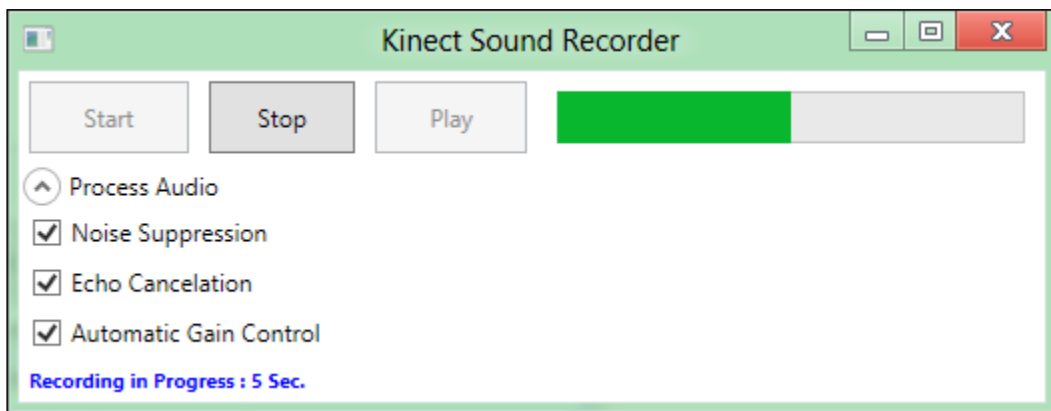 Kinect Sound Recorder
Start Stop Play
Process Audio
Noise Suppression
Echo Cancelation
Automatic Gain Control
Recording in Progress : 5 Sec.